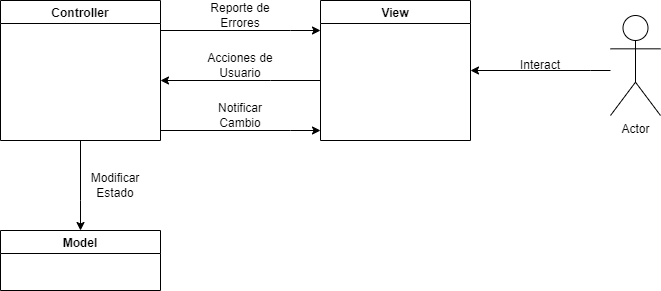 Controller
Reporte de
Errores
View
Acciones de
Usuario
Interact
Notificar
Cambio
Actor
Modificar
Estado
Model